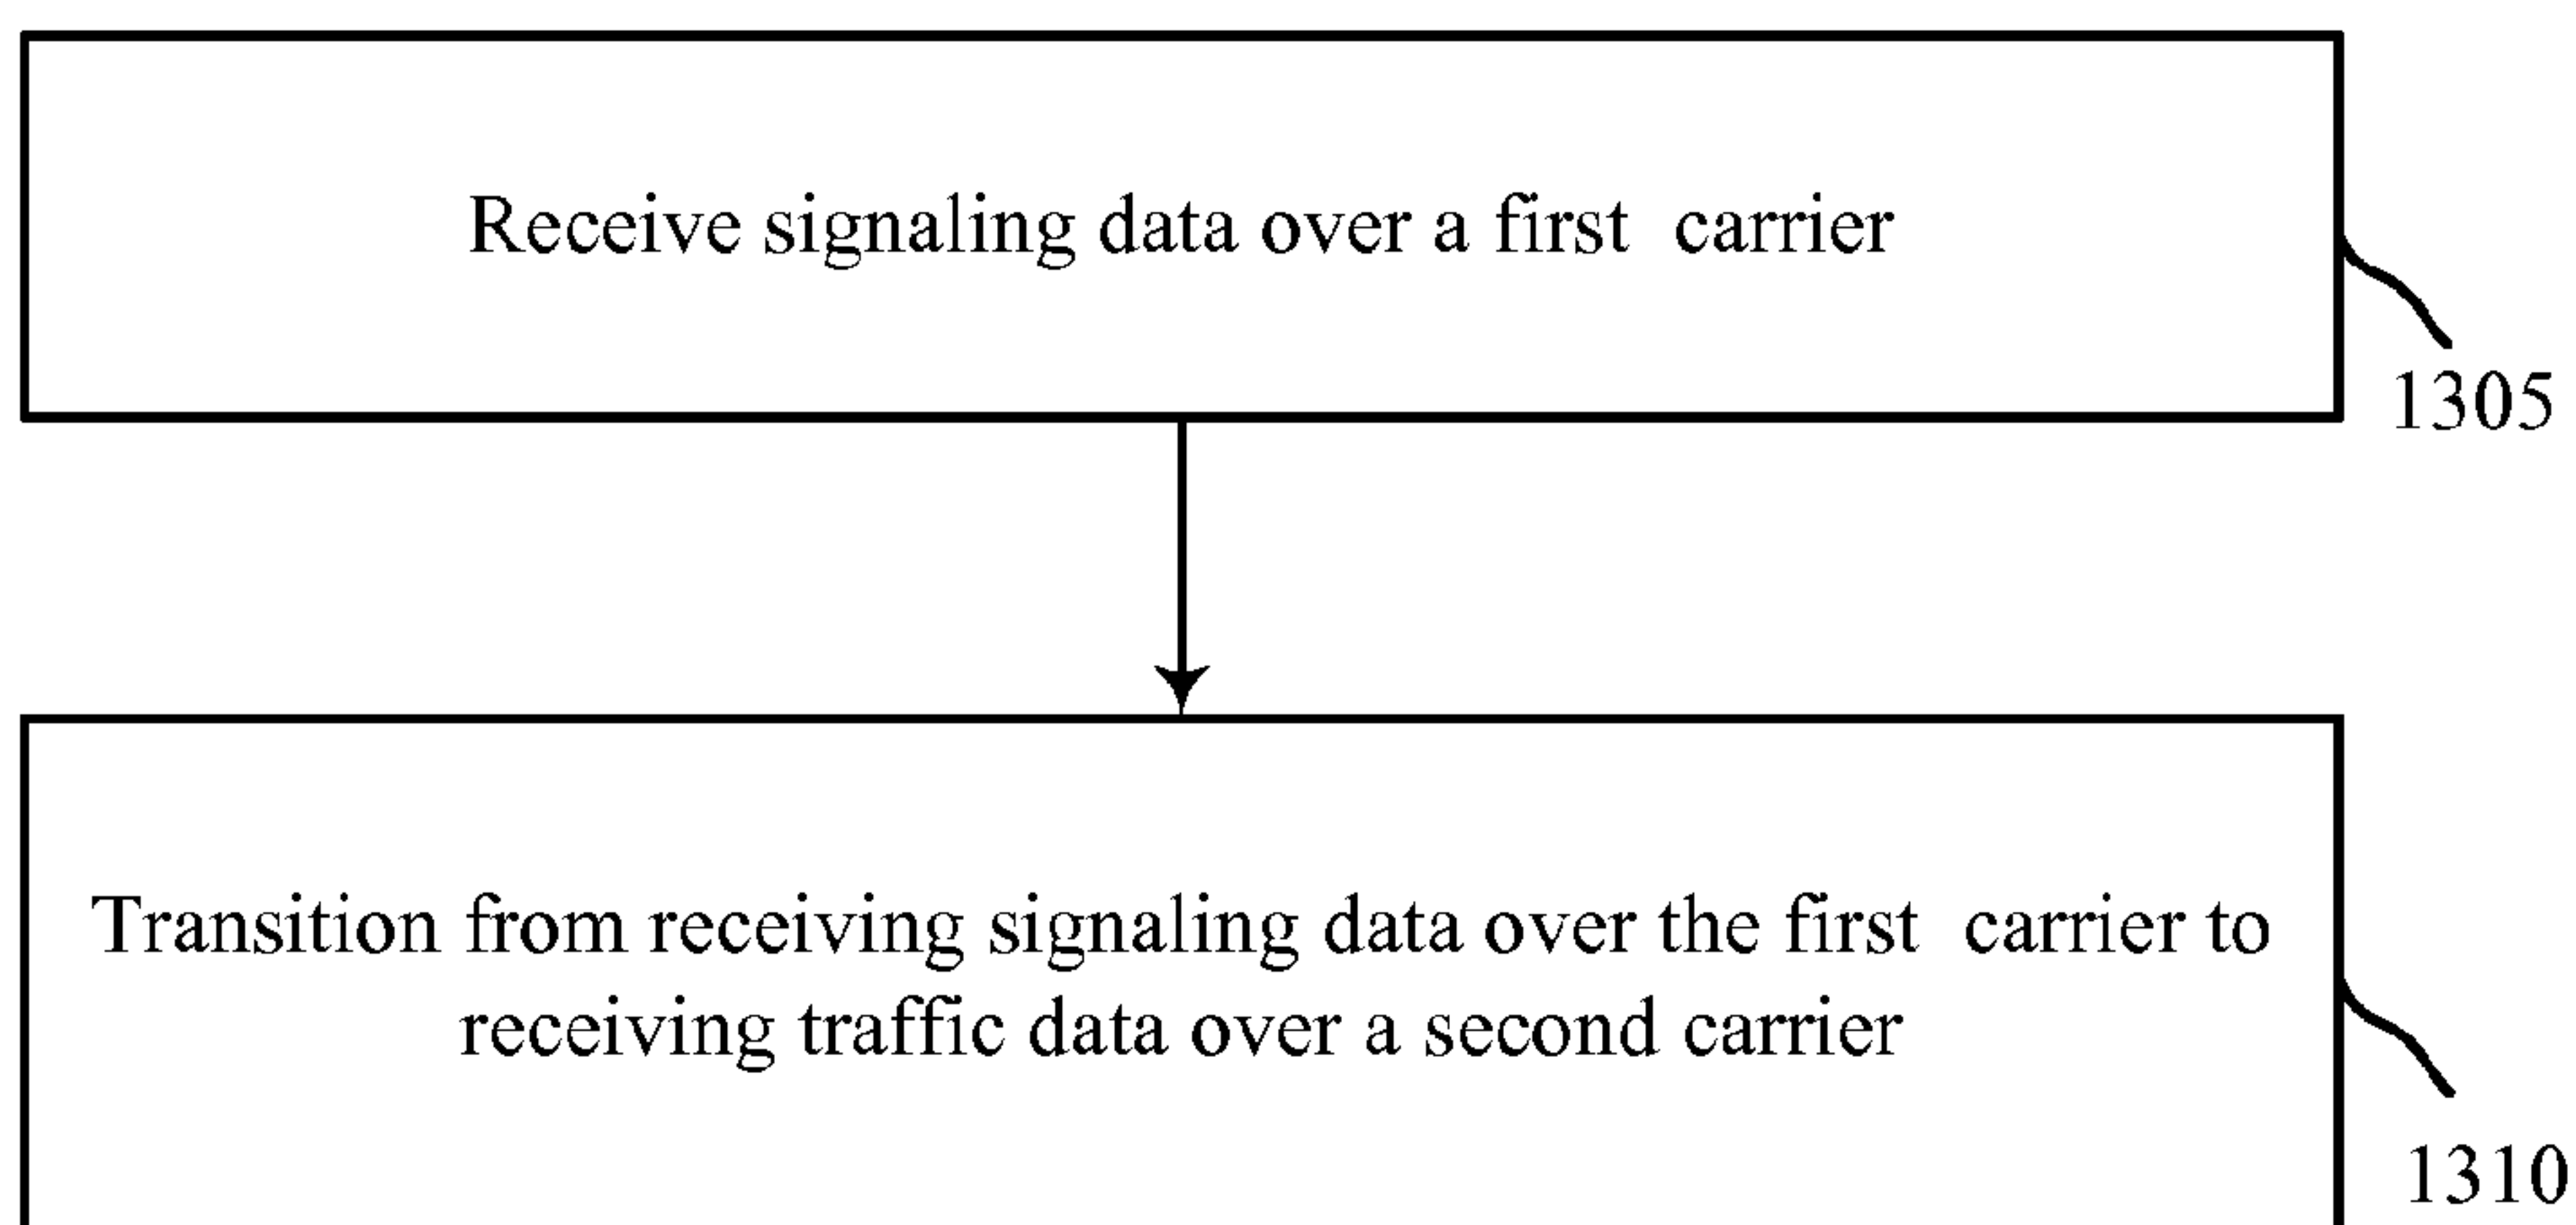 Receive signaling data over a first carrier
1305
Transition from receiving signaling data over the first carrier to
receiving traffic data over a second carrier
1310